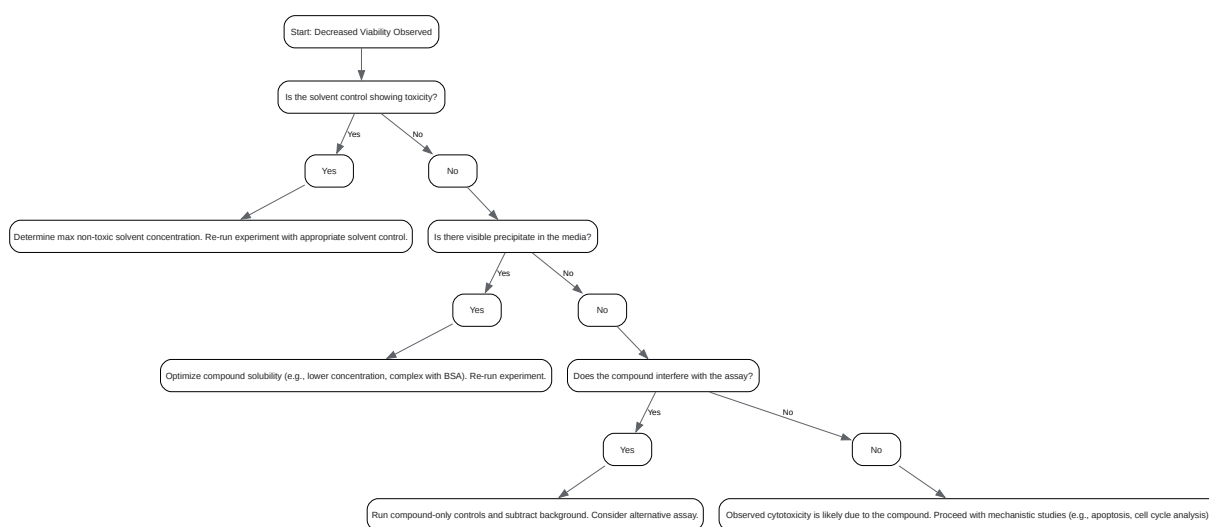 Start: Decreased Viability Observed
Is the solvent control showing toxicity?
Yes
No
Yes
No
Determine max non-toxic solvent concentration. Re-run experiment with appropriate solvent control.
Is there visible precipitate in the media?
Yes
No
Yes
No
Optimize compound solubility (e.g., lower concentration, complex with BSA). Re-run experiment.
Does the compound interfere with the assay?
Yes
No
Yes
No
Run compound-only controls and subtract background. Consider alternative assay.
Observed cytotoxicity is likely due to the compound. Proceed with mechanistic studies (e.g., apoptosis, cell cycle analysis)